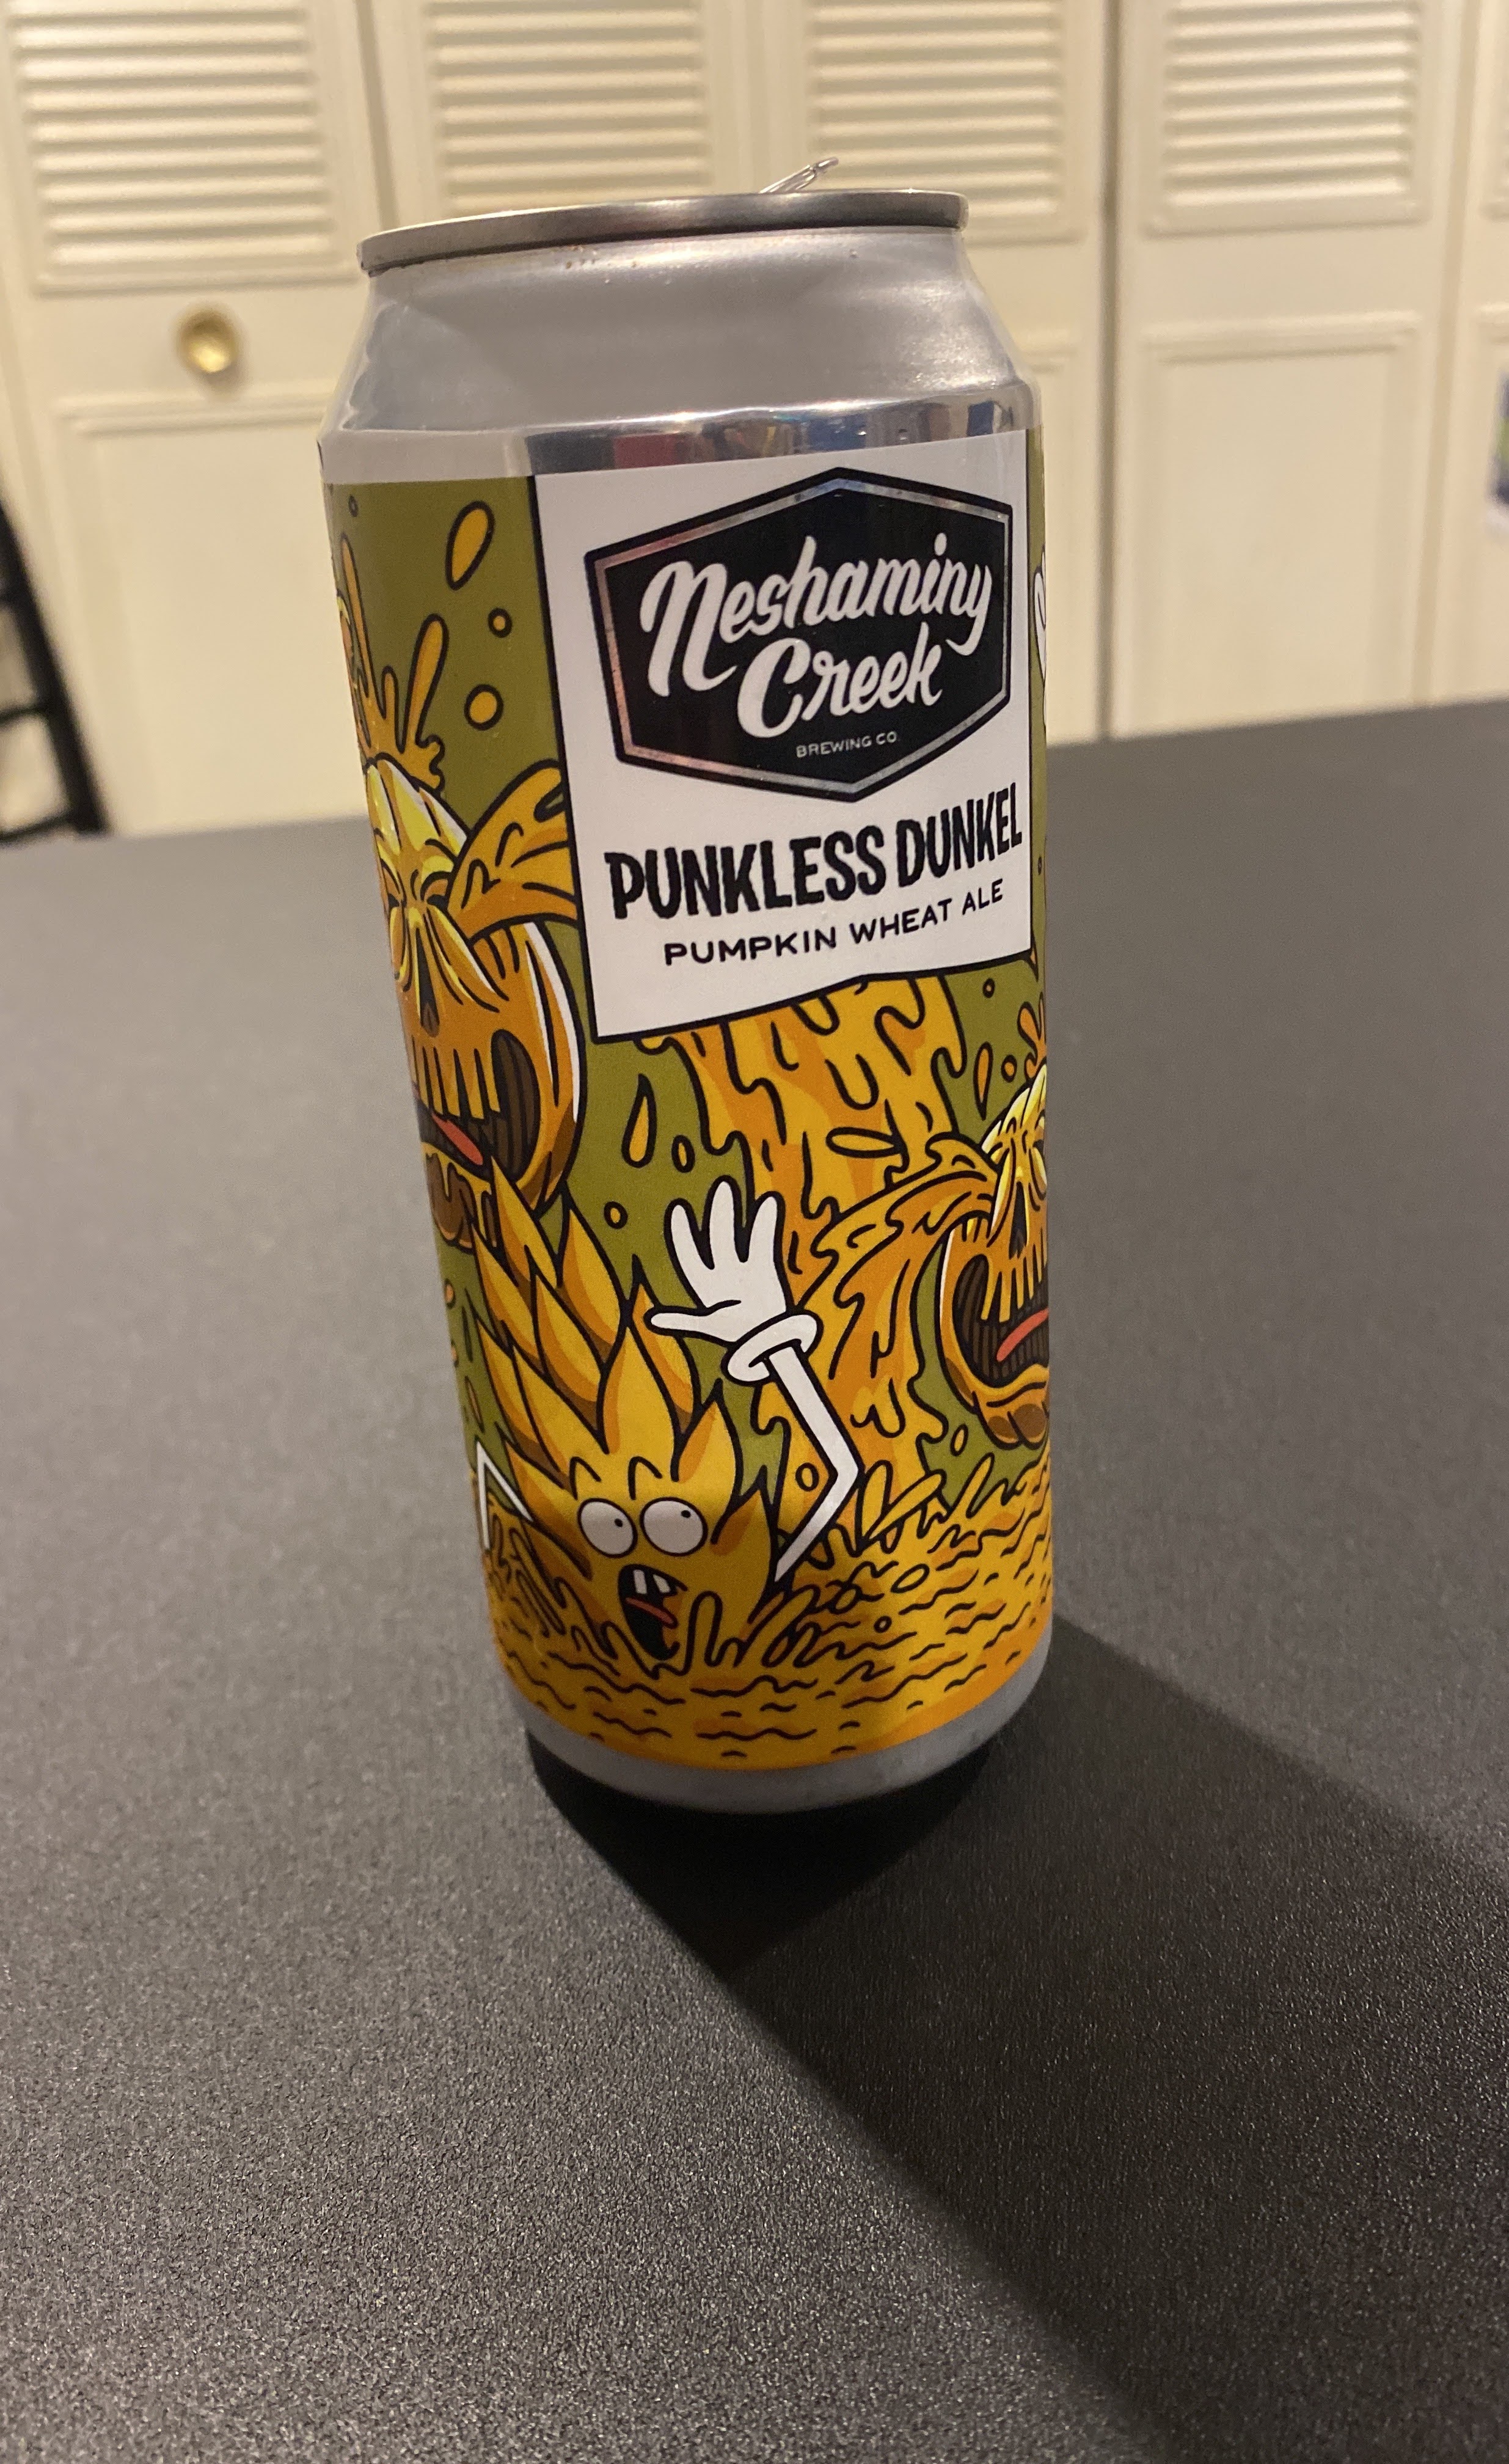 Neshaminy
Creek
BREWING CO.
PUNKLESS DUNKEL
PUMPKIN WHEAT ALE